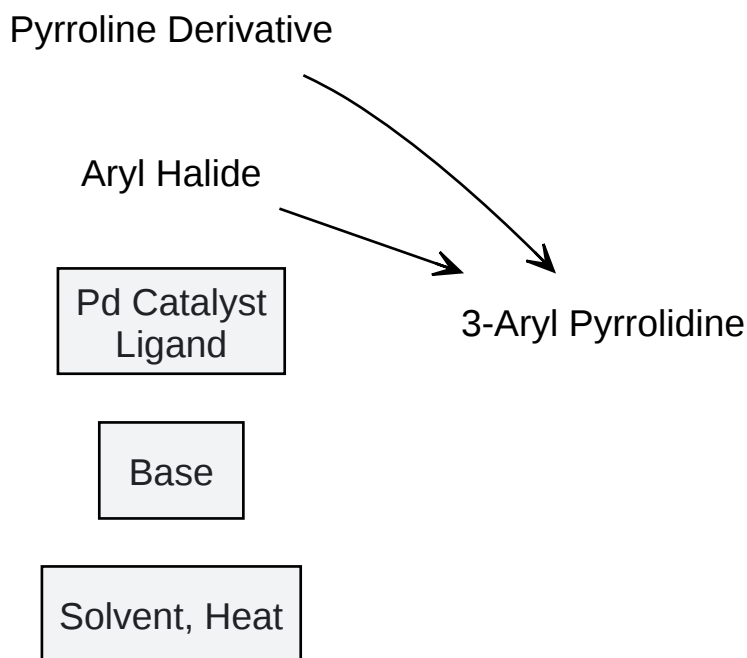 Pyrroline Derivative
Aryl Halide
Pd Catalyst
Ligand
3-Aryl Pyrrolidine
Base
Solvent, Heat